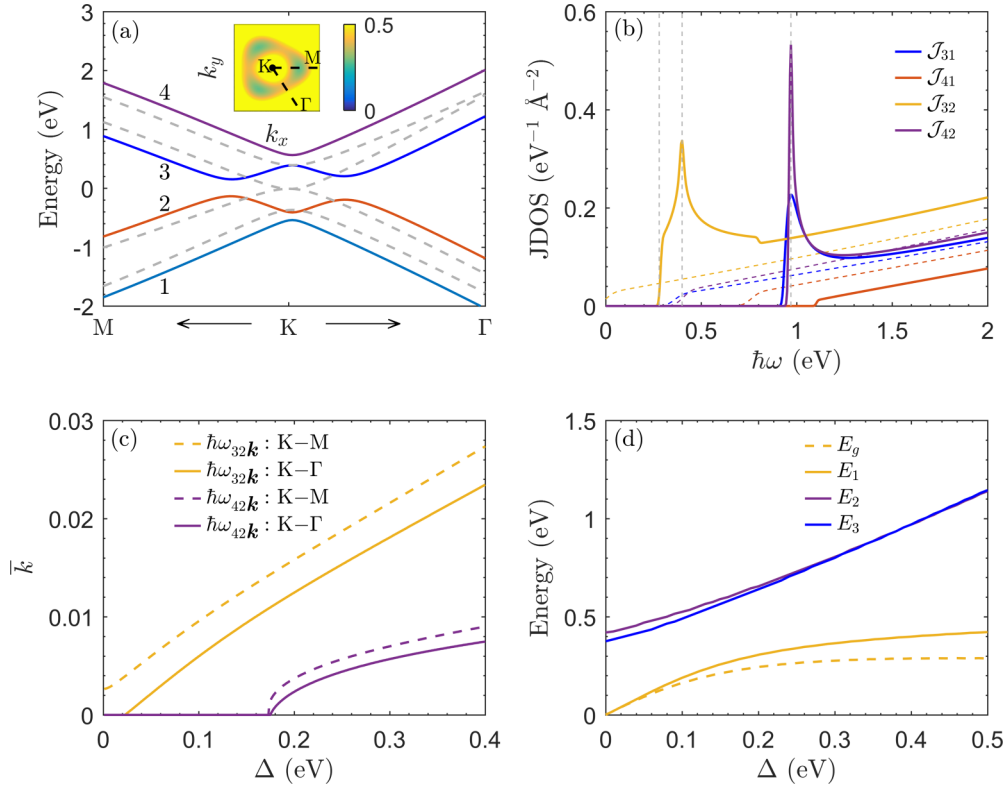 (a)
3
2
1
0
-1
-2
Energy (eV)
4
3
2
1
K
M
Γ
k_y
k_x
0.5
0
M
K
Γ
(b)
0.6
0.4
0.2
0
JDOS (eV⁻¹ Å⁻²)
𝒥₃₁
𝒥₄₁
𝒥₃₂
𝒥₄₂
0
0.5
1
1.5
2
ℏω (eV)
(c)
0.03
0.02
0.01
0
k̄
ℏω₃₂𝒌 : K−M
ℏω₃₂𝒌 : K−Γ
ℏω₄₂𝒌 : K−M
ℏω₄₂𝒌 : K−Γ
0
0.1
0.2
0.3
0.4
Δ (eV)
(d)
1.5
1
0.5
0
Energy (eV)
E_g
E₁
E₂
E₃
0
0.1
0.2
0.3
0.4
0.5
Δ (eV)